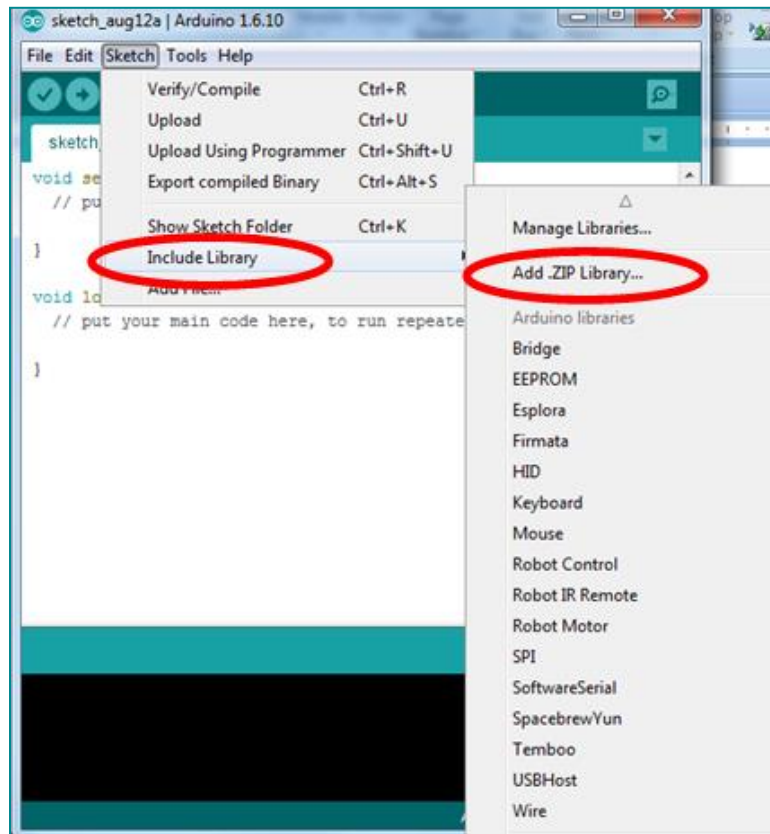 sketch_aug12a | Arduino 1.6.10
File Edit Sketch Tools Help
Verify/Compile Ctrl+R
Upload Ctrl+U
Upload Using Programmer Ctrl+Shift+U
Export compiled Binary Ctrl+Alt+S
Show Sketch Folder Ctrl+K
Include Library
Add File...
sketch_
void se
// pu
}
void lo
// put your main code here, to run repeate
}
Manage Libraries...
Add .ZIP Library...
Arduino libraries
Bridge
EEPROM
Esplora
Firmata
HID
Keyboard
Mouse
Robot Control
Robot IR Remote
Robot Motor
SPI
SoftwareSerial
SpacebrewYun
Temboo
USBHost
Wire